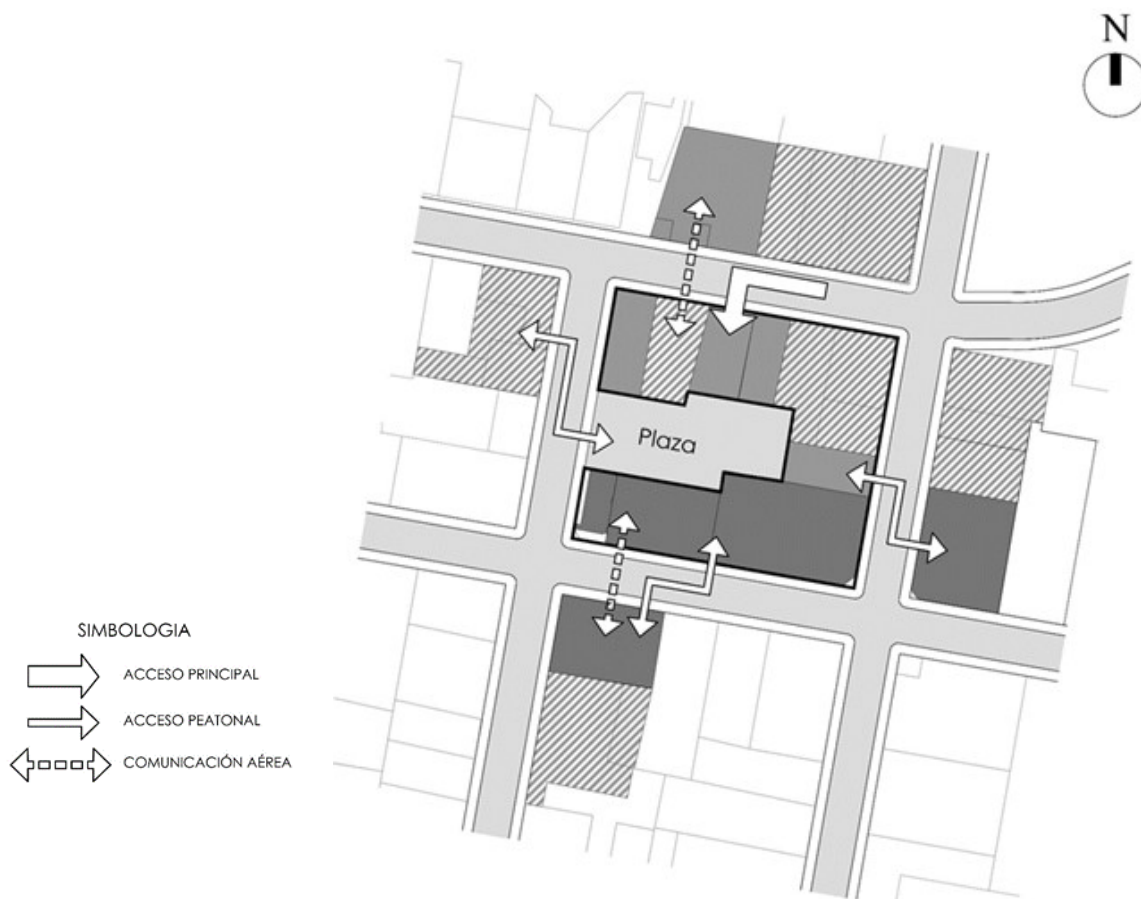 N
Plaza
SIMBOLOGIA
ACCESO PRINCIPAL
ACCESO PEATONAL
COMUNICACIÓN AÉREA